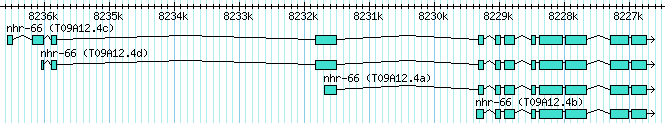 8236k 8235k 8234k 8233k 8232k 8231k 8230k 8229k 8228k 8227k
nhr-66 (T09A12.4c)
nhr-66 (T09A12.4d)
nhr-66 (T09A12.4a)
nhr-66 (T09A12.4b)